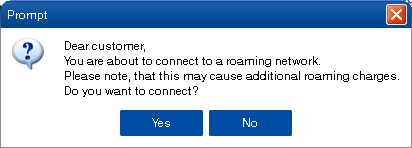 Prompt
Dear customer,
You are about to connect to a roaming network.
Please note, that this may cause additional roaming charges.
Do you want to connect?
Yes No